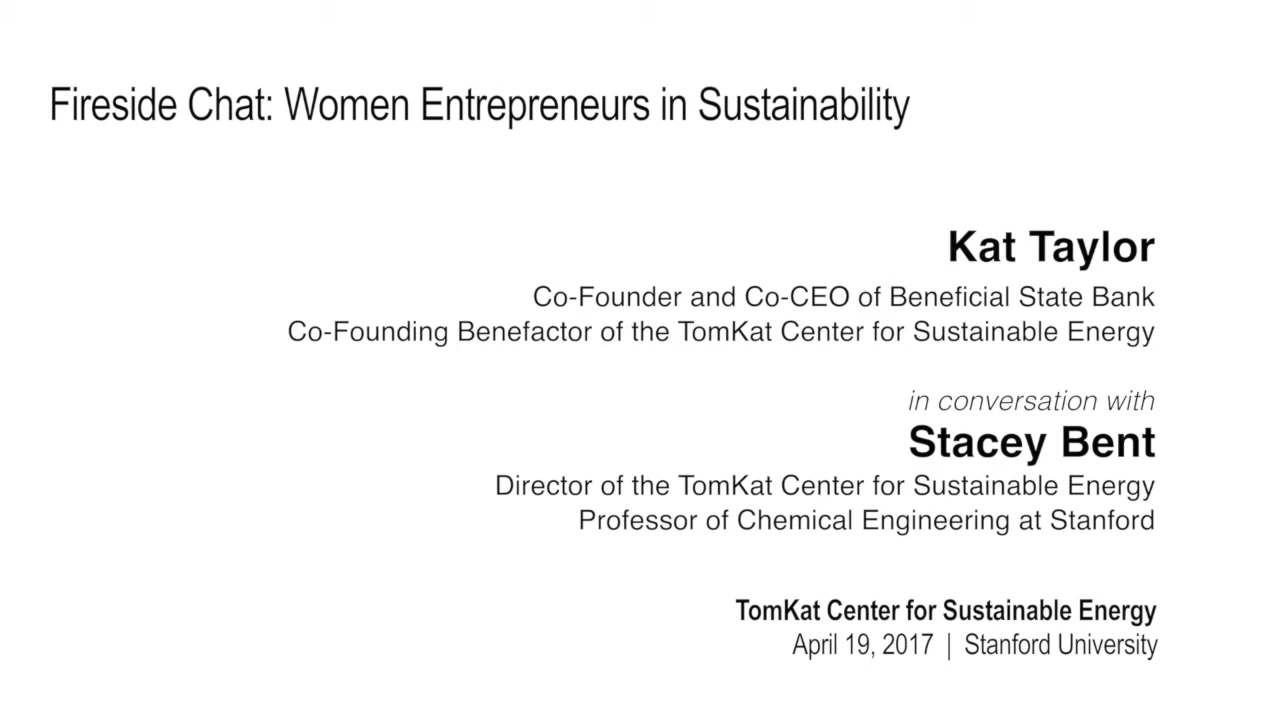 Fireside Chat: Women Entrepreneurs in Sustainability
Kat Taylor
Co-Founder and Co-CEO of Beneficial State Bank
Co-Founding Benefactor of the TomKat Center for Sustainable Energy
in conversation with
Stacey Bent
Director of the TomKat Center for Sustainable Energy
Professor of Chemical Engineering at Stanford
TomKat Center for Sustainable Energy
April 19, 2017 | Stanford University